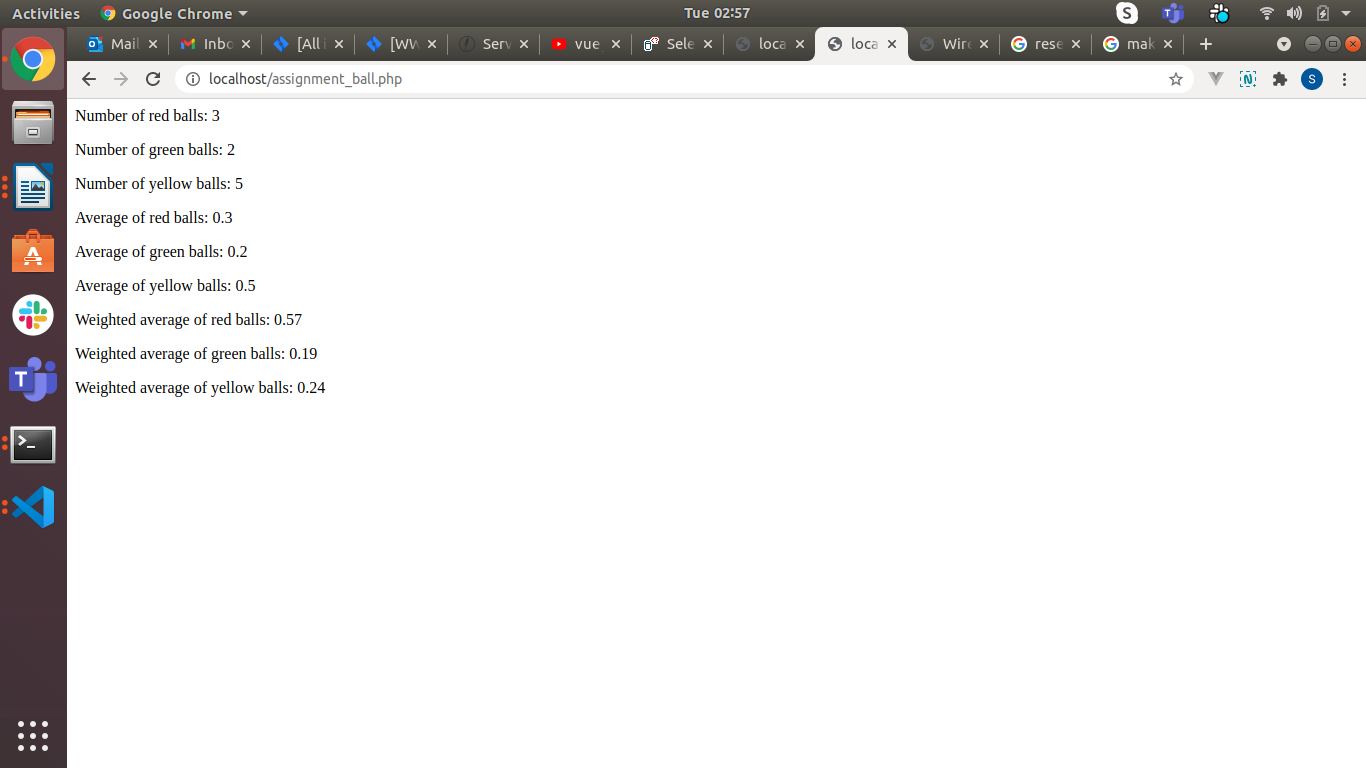 Activities Google Chrome Tue 02:57
Mail Inbo [All i [WW Serv vue Sele loca loca Wire rese mak
localhost/assignment_ball.php S
Number of red balls: 3
Number of green balls: 2
Number of yellow balls: 5
Average of red balls: 0.3
Average of green balls: 0.2
Average of yellow balls: 0.5
Weighted average of red balls: 0.57
Weighted average of green balls: 0.19
Weighted average of yellow balls: 0.24